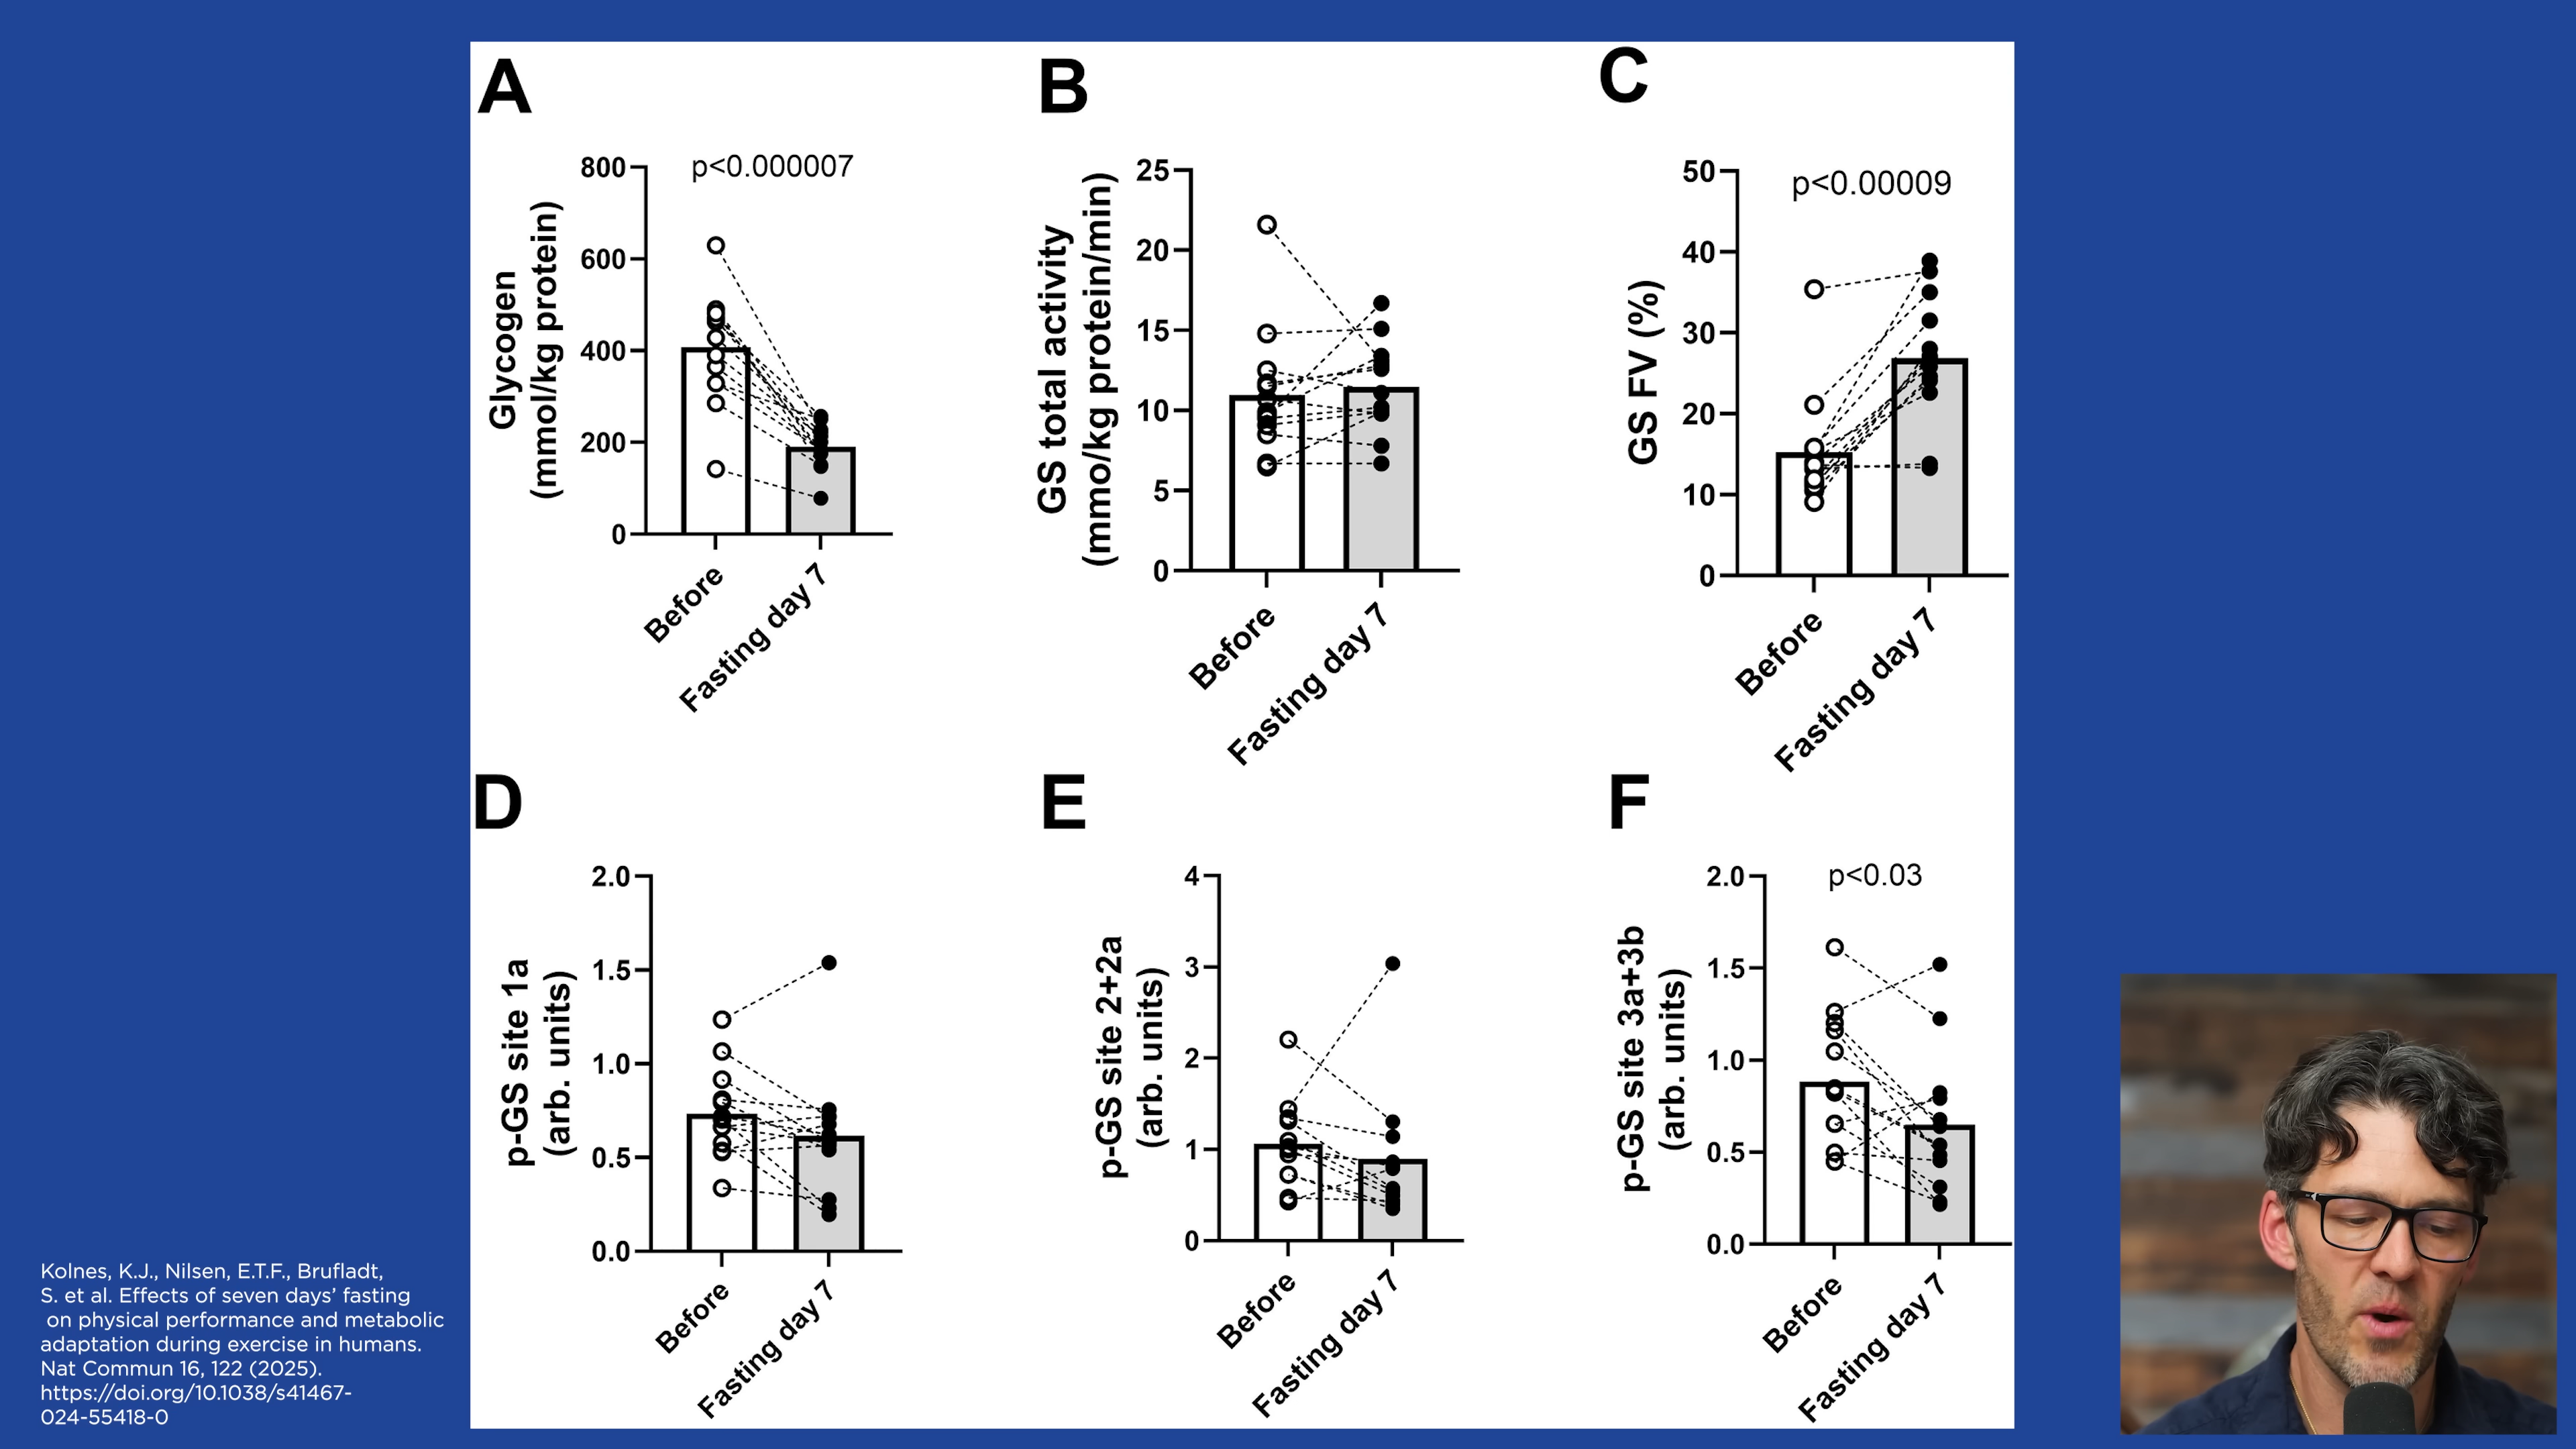 A
p<0.000007
Glycogen
(mmol/kg protein)
800
600
400
200
0
Before
Fasting day 7
B
GS total activity
(mmo/kg protein/min)
25
20
15
10
5
0
Before
Fasting day 7
C
p<0.00009
GS FV (%)
50
40
30
20
10
0
Before
Fasting day 7
D
p-GS site 1a
(arb. units)
2.0
1.5
1.0
0.5
0.0
Before
Fasting day 7
E
p-GS site 2+2a
(arb. units)
4
3
2
1
0
Before
Fasting day 7
F
p<0.03
p-GS site 3a+3b
(arb. units)
2.0
1.5
1.0
0.5
0.0
Before
Fasting day 7
Kolnes, K.J., Nilsen, E.T.F., Brufladt,
S. et al. Effects of seven days’ fasting
on physical performance and metabolic
adaptation during exercise in humans.
Nat Commun 16, 122 (2025).
https://doi.org/10.1038/s41467-
024-55418-0